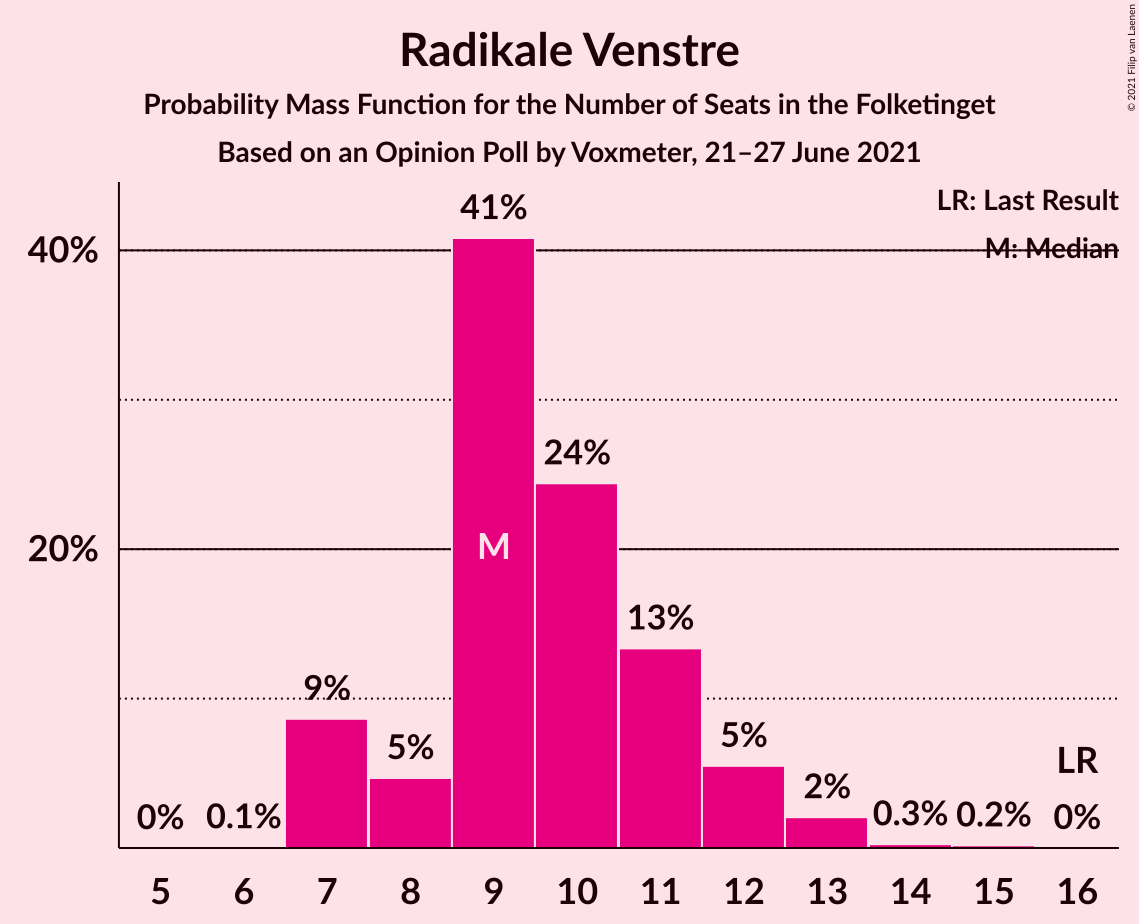 Radikale Venstre
Probability Mass Function for the Number of Seats in the Folketinget
Based on an Opinion Poll by Voxmeter, 21–27 June 2021
© 2021 Filip van Laenen
LR: Last Result
M: Median
40%
20%
0%
0.1%
9%
5%
41%
M
24%
13%
5%
2%
0.3%
0.2%
LR
0%
5 6 7 8 9 10 11 12 13 14 15 16